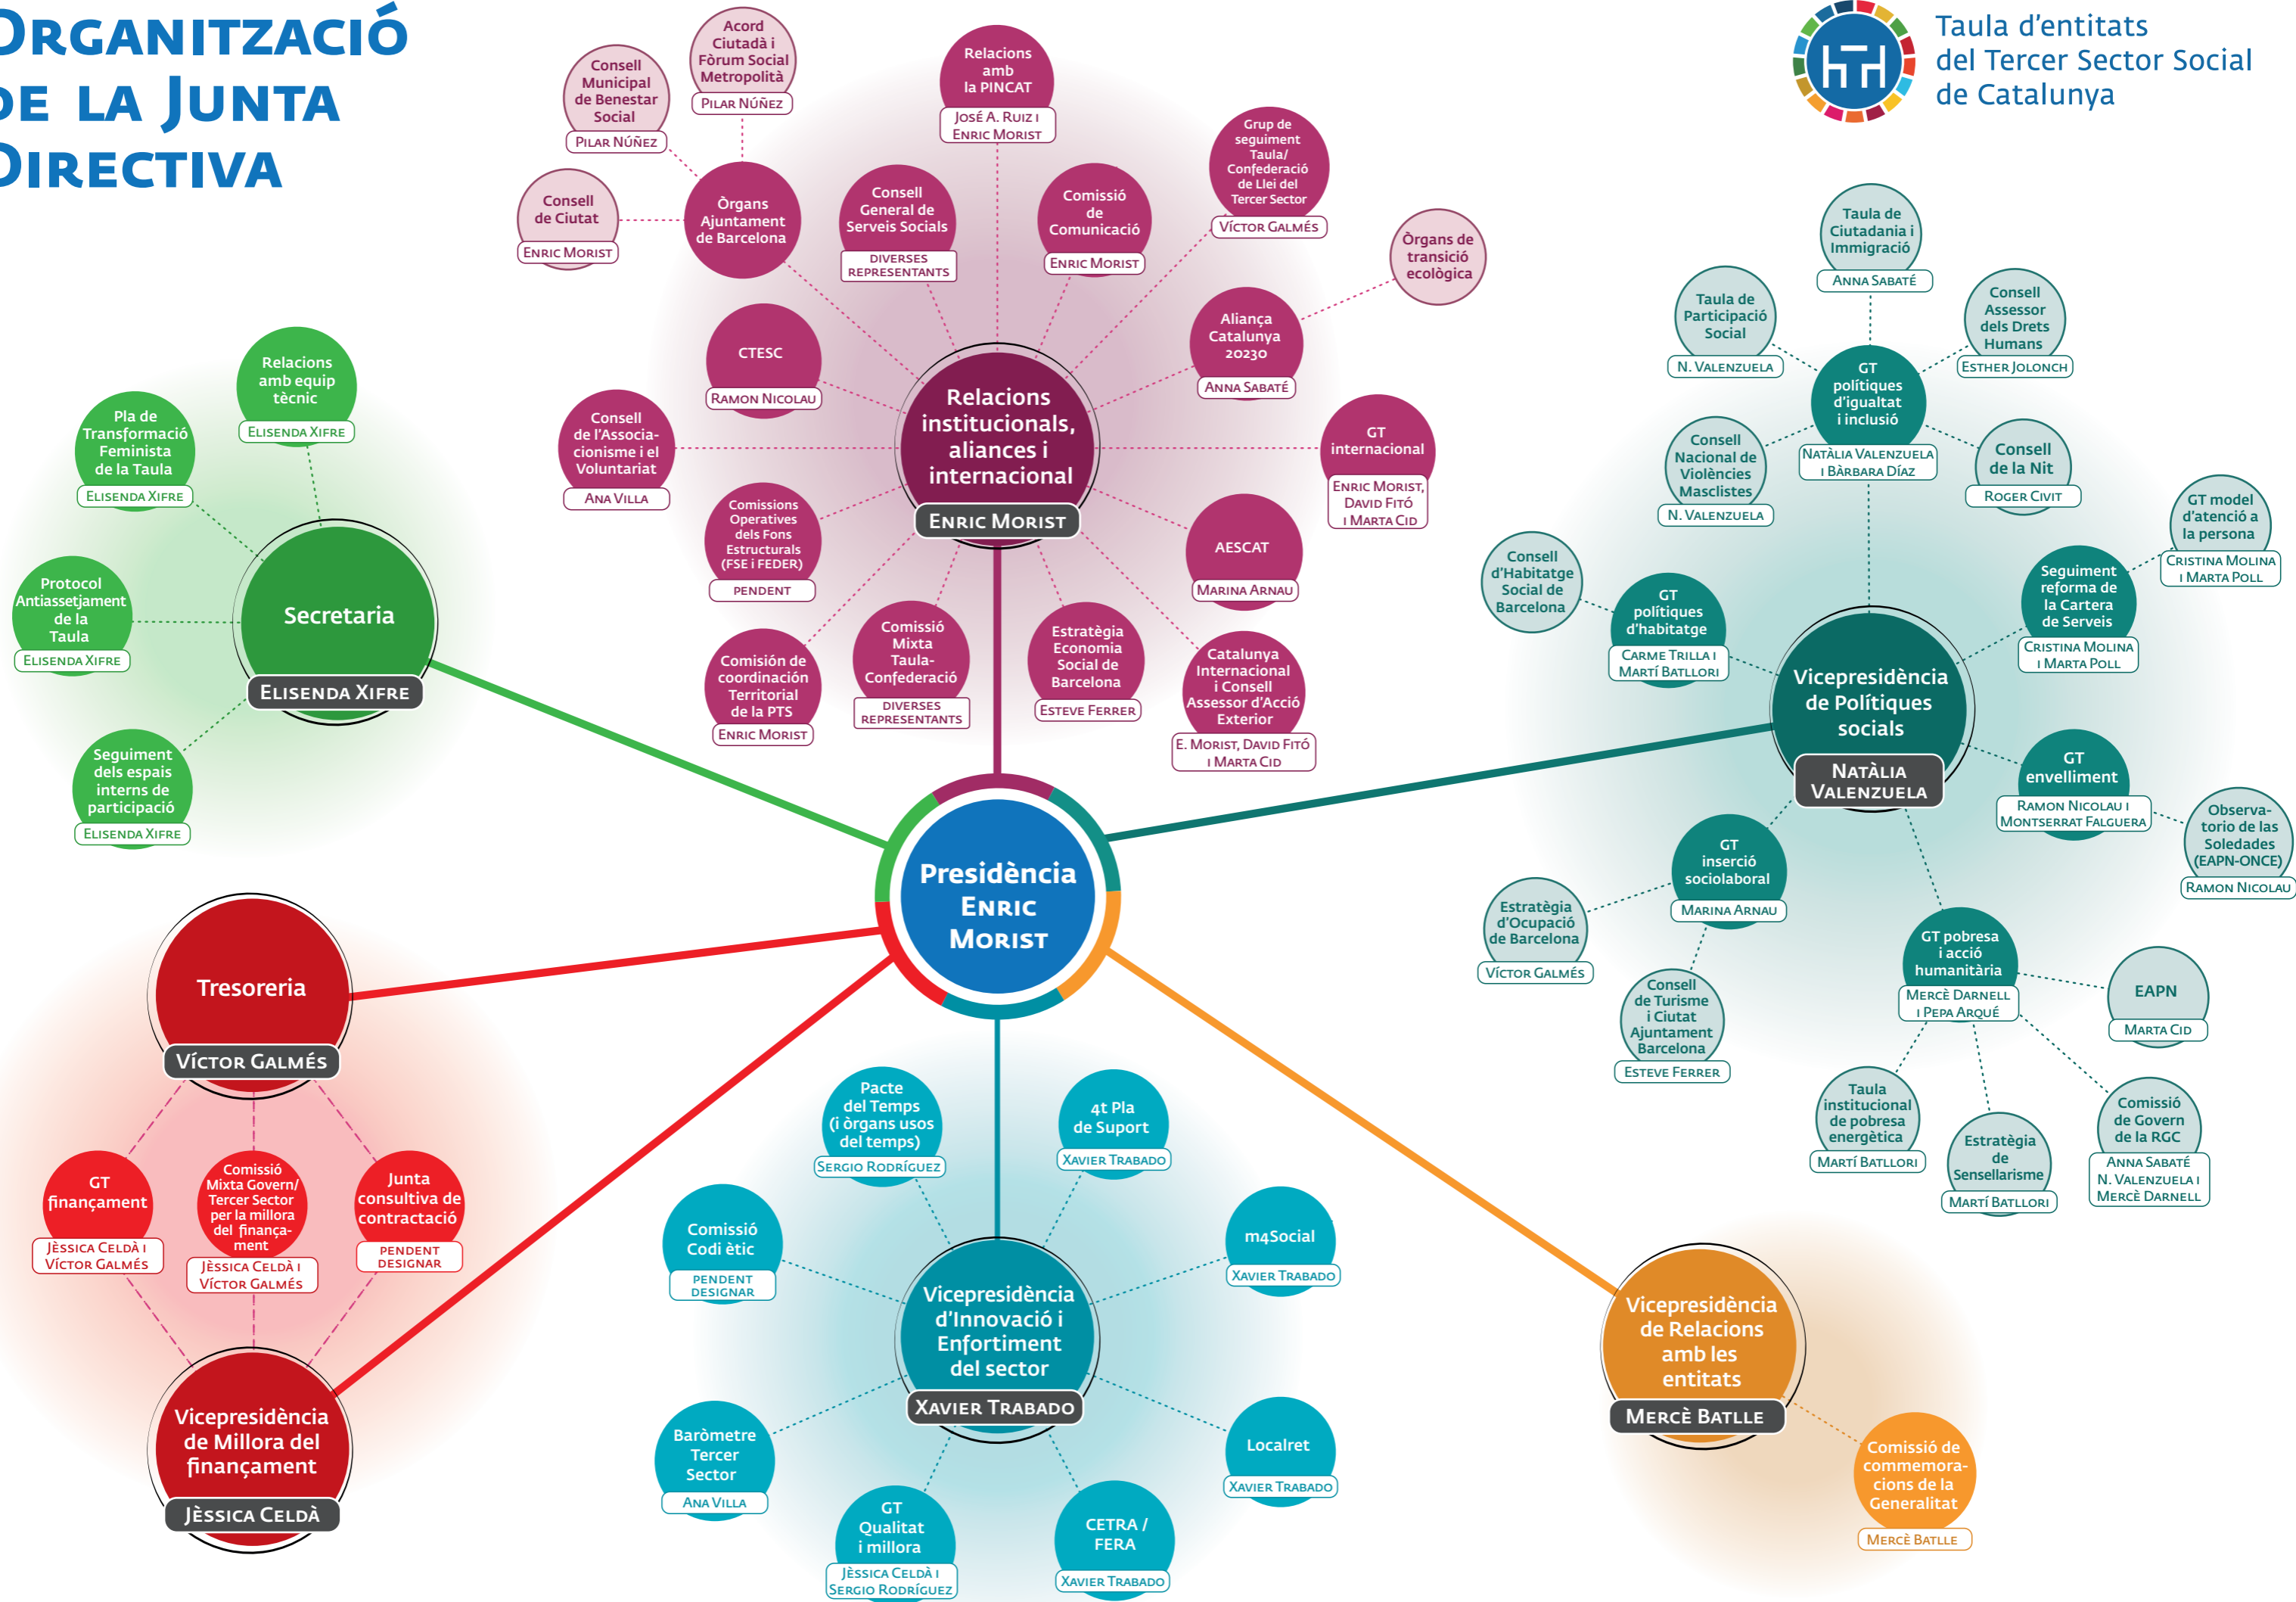 ORGANITZACIÓ
DE LA JUNTA
DIRECTIVA
Taula d'entitats
del Tercer Sector Social
de Catalunya
Acord
Ciutadà i
Fòrum Social
Metropolità
PILAR NÚÑEZ
Consell
Municipal
de Benestar
Social
PILAR NÚÑEZ
Consell
de Ciutat
ENRIC MORIST
Òrgans
Ajuntament
de Barcelona
Consell
General de
Serveis Socials
DIVERSES
REPRESENTANTS
Relacions
amb
la PINCAT
JOSÉ A. RUIZ I
ENRIC MORIST
Comissió
de
Comunicació
ENRIC MORIST
Grup de
seguiment
Taula/
Confederació
de Llei del
Tercer Sector
VÍCTOR GALMÉS
Òrgans de
transició
ecològica
Aliança
Catalunya
20230
ANNA SABATÉ
CTESC
RAMON NICOLAU
Consell
de l'Associa-
cionisme i el
Voluntariat
ANA VILLA
Relacions
institucionals,
aliances i
internacional
ENRIC MORIST
GT
internacional
ENRIC MORIST,
DAVID FITÓ
I MARTA CID
Comissions
Operatives
dels Fons
Estructurals
(FSE i FEDER)
PENDENT
AESCAT
MARINA ARNAU
Comisión de
coordinación
Territorial
de la PTS
ENRIC MORIST
Comissió
Mixta
Taula-
Confederació
DIVERSES
REPRESENTANTS
Estratègia
Economia
Social de
Barcelona
ESTEVE FERRER
Catalunya
Internacional
i Consell
Assessor d'Acció
Exterior
E. MORIST, DAVID FITÓ
I MARTA CID
Relacions
amb equip
tècnic
ELISENDA XIFRE
Pla de
Transformació
Feminista
de la Taula
ELISENDA XIFRE
Protocol
Antiassetjament
de la
Taula
ELISENDA XIFRE
Secretaria
ELISENDA XIFRE
Seguiment
dels espais
interns de
participació
ELISENDA XIFRE
Taula de
Ciutadania i
Immigració
ANNA SABATÉ
Taula de
Participació
Social
N. VALENZUELA
Consell
Assessor
dels Drets
Humans
ESTHER JOLONCH
GT
polítiques
d'igualtat
i inclusió
NATÀLIA VALENZUELA
I BÀRBARA DÍAZ
Consell
Nacional de
Violències
Masclistes
N. VALENZUELA
Consell
de la Nit
ROGER CIVIT
GT model
d'atenció a
la persona
CRISTINA MOLINA
I MARTA POLL
Consell
d'Habitatge
Social de
Barcelona
GT
polítiques
d'habitatge
CARME TRILLA I
MARTÍ BATLLORI
Seguiment
reforma de
la Cartera
de Serveis
CRISTINA MOLINA
I MARTA POLL
Vicepresidència
de Polítiques
socials
NATÀLIA
VALENZUELA
GT
envelliment
RAMON NICOLAU I
MONTSERRAT FALGUERA
Observa-
torio de las
Soledades
(EAPN-ONCE)
RAMON NICOLAU
GT
inserció
sociolaboral
MARINA ARNAU
Estratègia
d'Ocupació
de Barcelona
VÍCTOR GALMÉS
Consell
de Turisme
i Ciutat
Ajuntament
Barcelona
ESTEVE FERRER
GT pobresa
i acció
humanitària
MERCÈ DARNELL
I PEPA ARQUÉ
EAPN
MARTA CID
Taula
institucional
de pobresa
energètica
MARTÍ BATLLORI
Estratègia
de
Sensellarisme
MARTÍ BATLLORI
Comissió
de Govern
de la RGC
ANNA SABATÉ
N. VALENZUELA I
MERCÈ DARNELL
Presidència
ENRIC
MORIST
Tresoreria
VÍCTOR GALMÉS
GT
finançament
JÈSSICA CELDÀ I
VÍCTOR GALMÉS
Comissió
Mixta Govern/
Tercer Sector
per la millora
del finança-
ment
JÈSSICA CELDÀ I
VÍCTOR GALMÉS
Junta
consultiva de
contractació
PENDENT
DESIGNAR
Vicepresidència
de Millora del
finançament
JÈSSICA CELDÀ
Pacte
del Temps
(i òrgans usos
del temps)
SERGIO RODRÍGUEZ
4t Pla
de Suport
XAVIER TRABADO
Comissió
Codi ètic
PENDENT
DESIGNAR
m4Social
XAVIER TRABADO
Vicepresidència
d'Innovació i
Enfortiment
del sector
XAVIER TRABADO
Baròmetre
Tercer
Sector
ANA VILLA
Localret
XAVIER TRABADO
GT
Qualitat
i millora
JÈSSICA CELDÀ I
SERGIO RODRÍGUEZ
CETRA /
FERA
XAVIER TRABADO
Vicepresidència
de Relacions
amb les
entitats
MERCÈ BATLLE
Comissió de
commemora-
cions de la
Generalitat
MERCÈ BATLLE